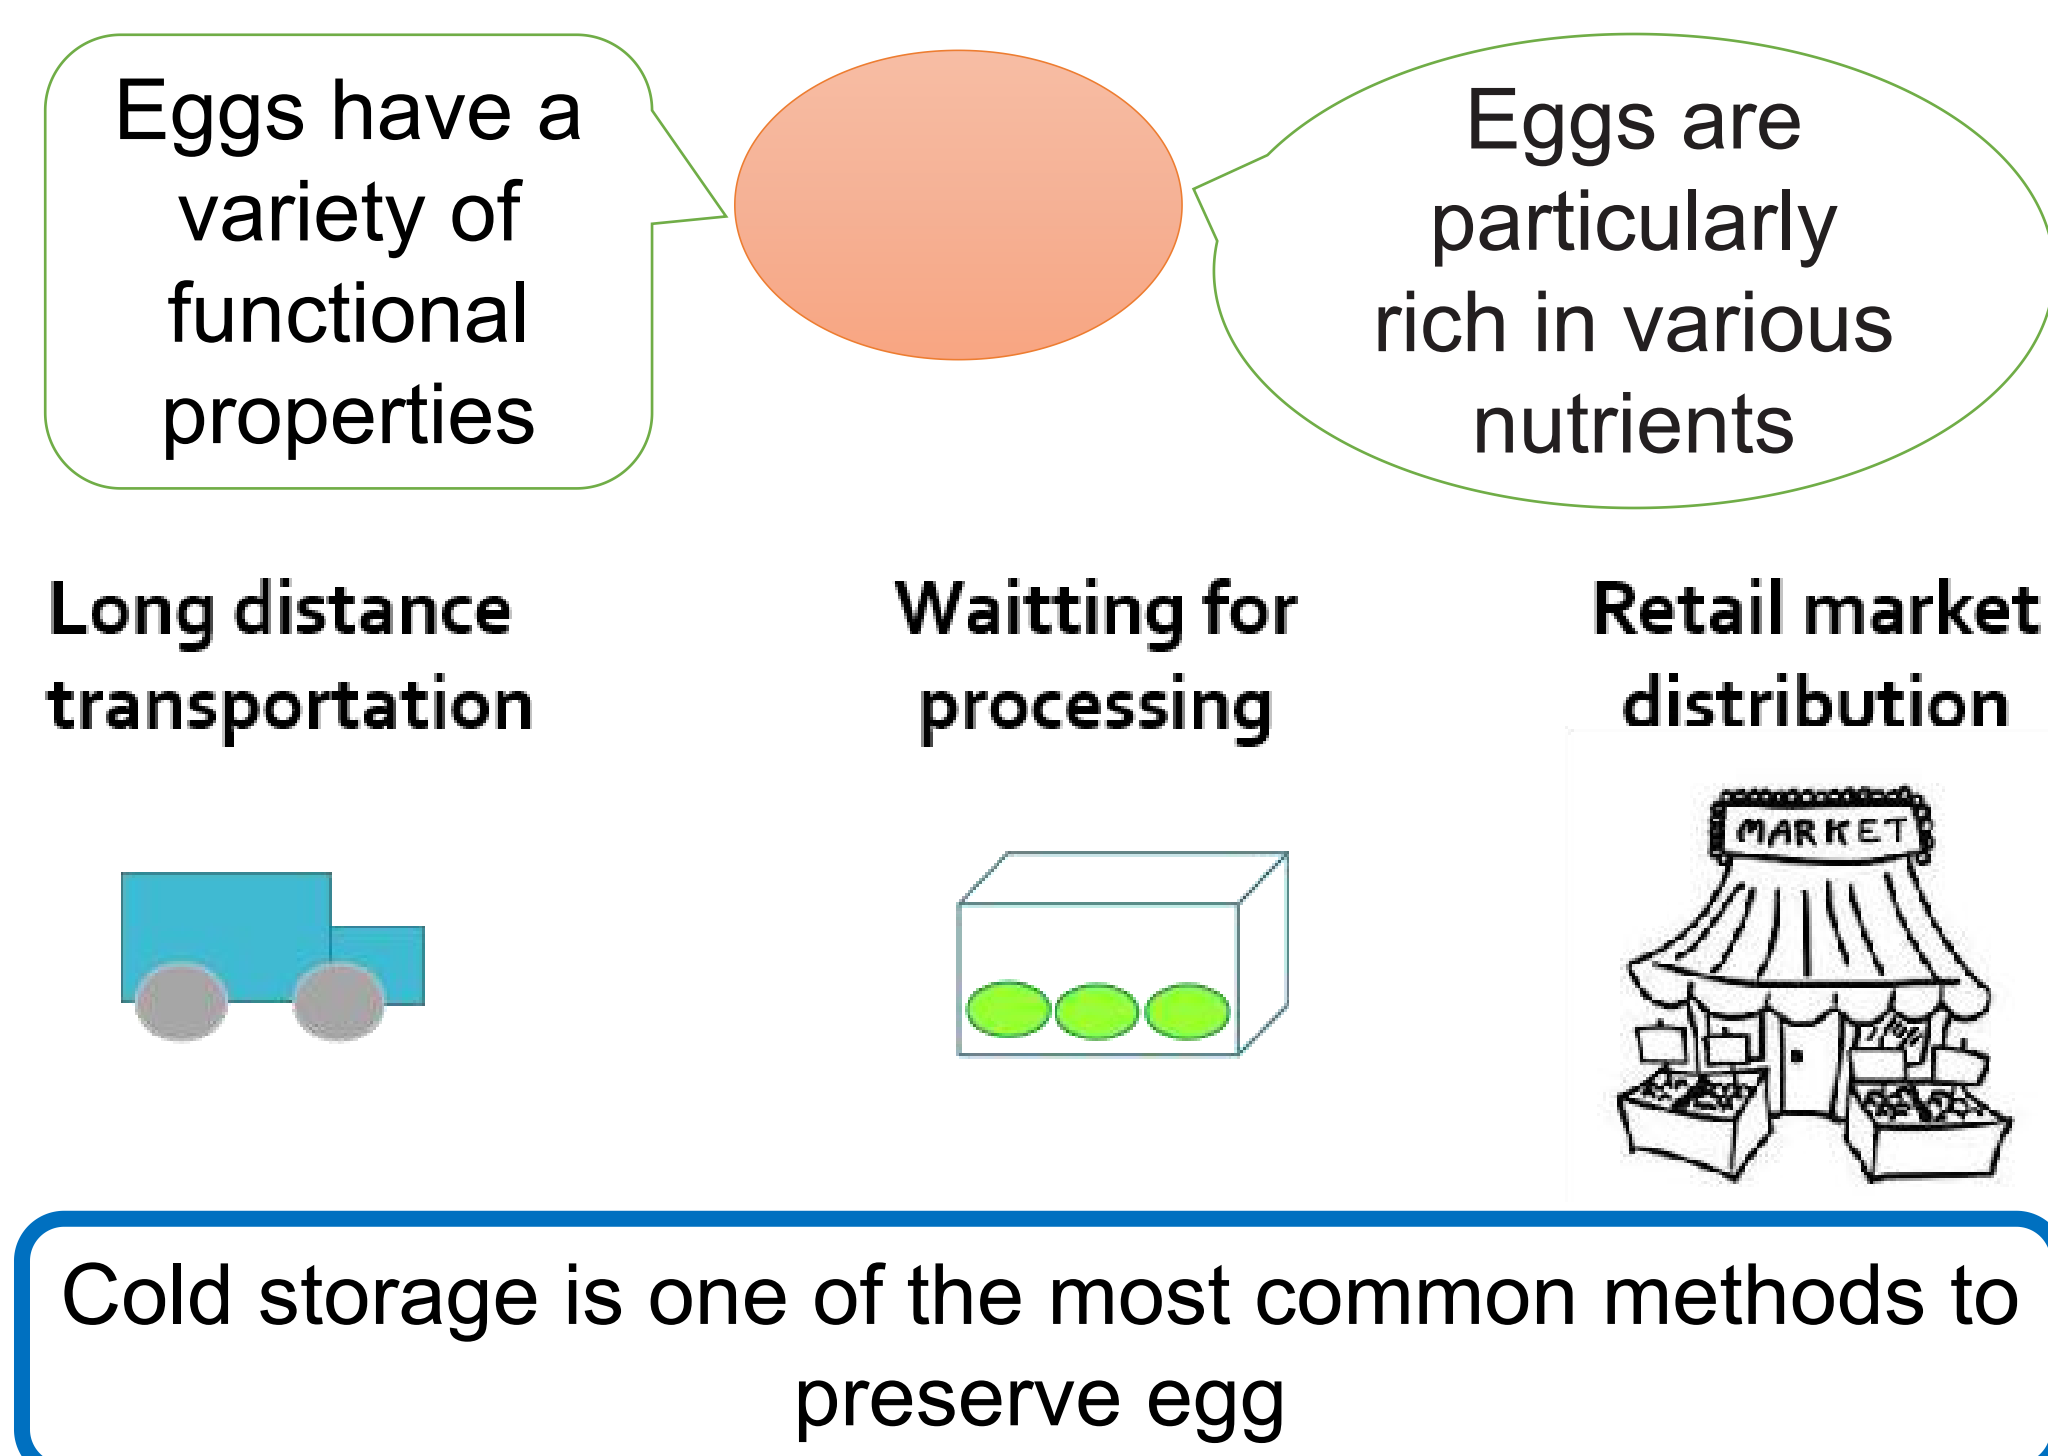 Eggs have a
variety of
functional
properties
Eggs are
particularly
rich in various
nutrients
Long distance
transportation
Waitting for
processing
Retail market
distribution
MARKET
Cold storage is one of the most common methods to
preserve egg